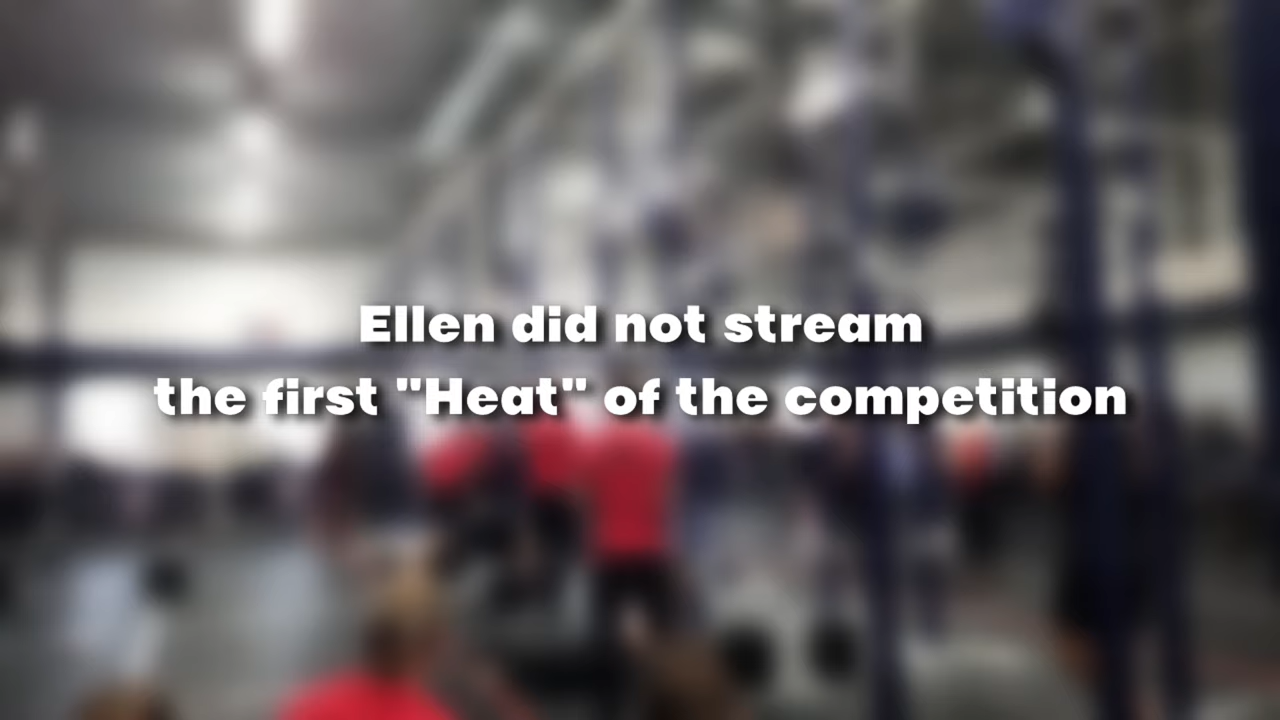 Ellen did not stream
the first "Heat" of the competition